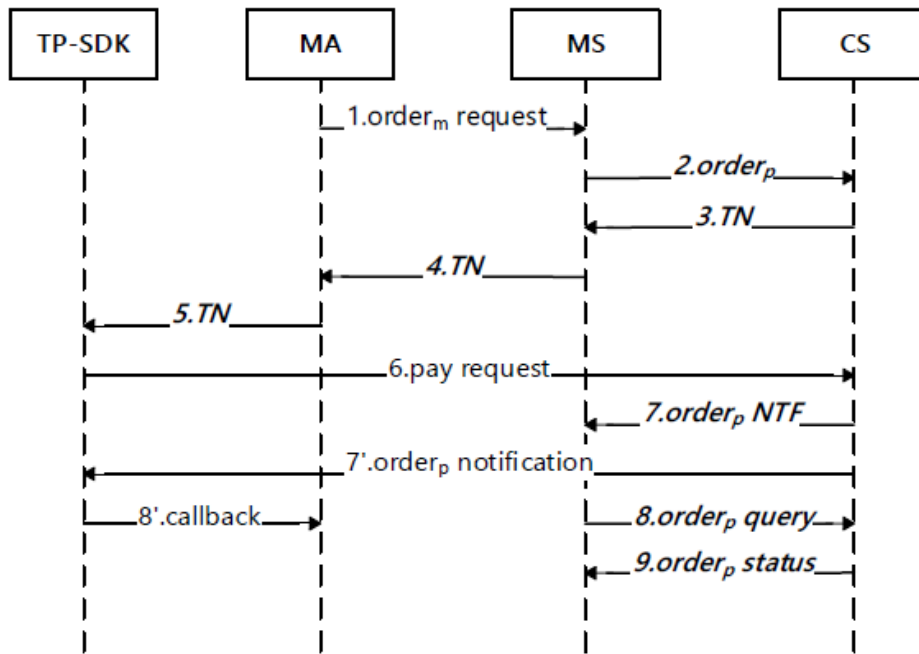 TP-SDK MA MS CS
1.orderₘ request
2.orderₚ
3.TN
4.TN
5.TN
6.pay request
7.orderₚ NTF
7'.orderₚ notification
8'.callback 8.orderₚ query
9.orderₚ status